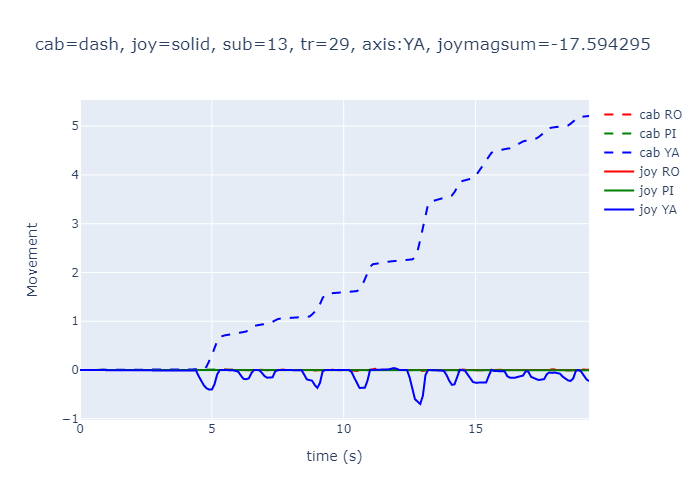 cab=dash, joy=solid, sub=13, tr=29, axis:YA, joymagsum=-17.594295
cab RO
cab PI
cab YA
joy RO
joy PI
joy YA
Movement
5
4
3
2
1
0
−1
0 5 10 15
time (s)